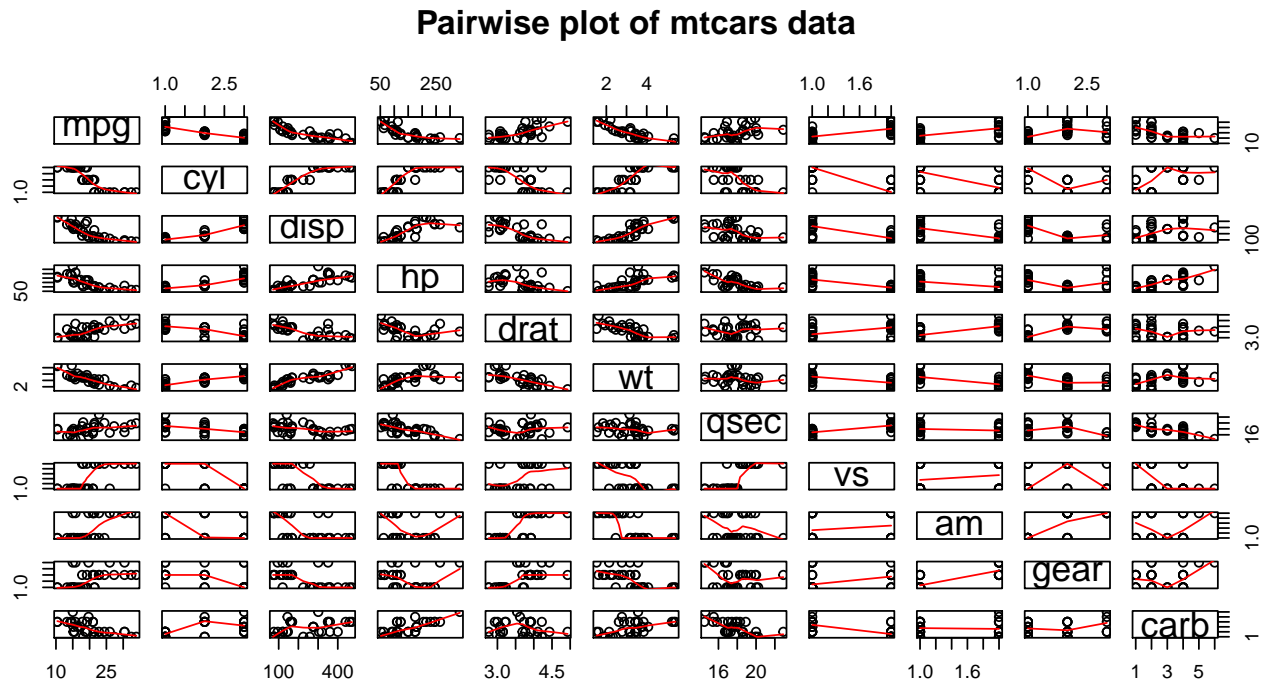 Pairwise plot of mtcars data
1.0 2.5 50 250 2 4 1.0 1.6 1.0 2.5
mpg 10
1.0 cyl
disp 100
50 hp
drat 3.0
2 wt
qsec 16
1.0 vs
am 1.0
1.0 gear
carb 1
10 25 100 400 3.0 4.5 16 20 1.0 1.6 1 3 5